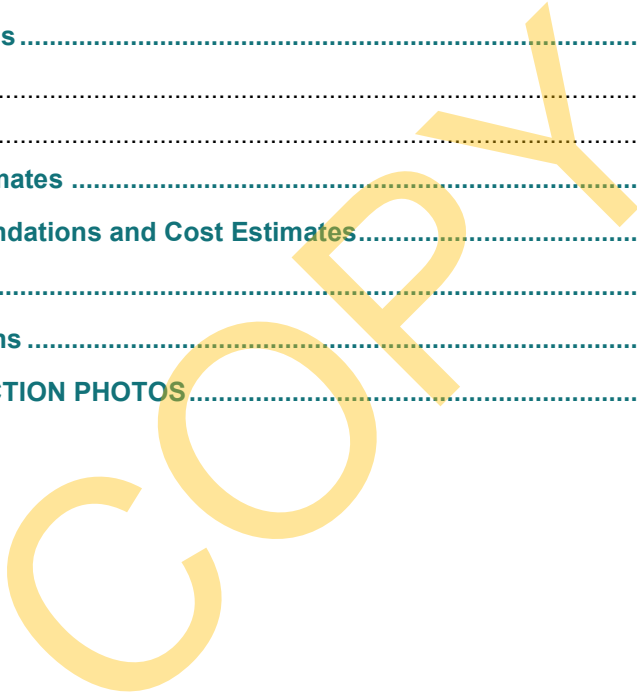 s ........................................................................
........................................................................
........................................................................
nates ........................................................................
ndations and Cost Estimates........................................................................
........................................................................
ns ........................................................................
CTION PHOTOS........................................................................
COPY